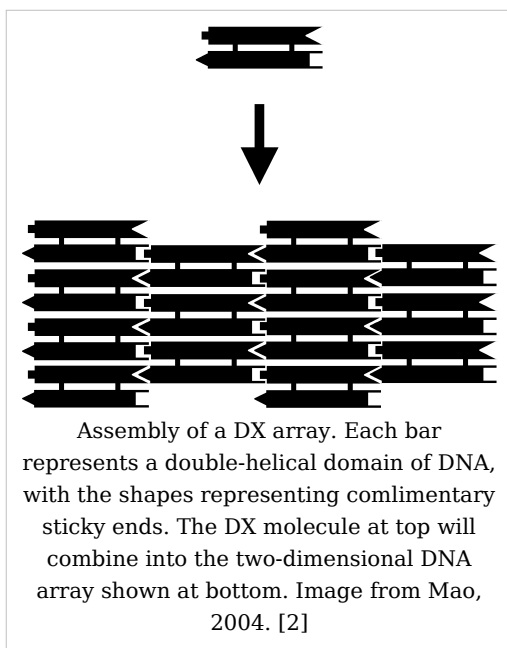 Assembly of a DX array. Each bar
represents a double-helical domain of DNA,
with the shapes representing comlimentary
sticky ends. The DX molecule at top will
combine into the two-dimensional DNA
array shown at bottom. Image from Mao,
2004. [2]